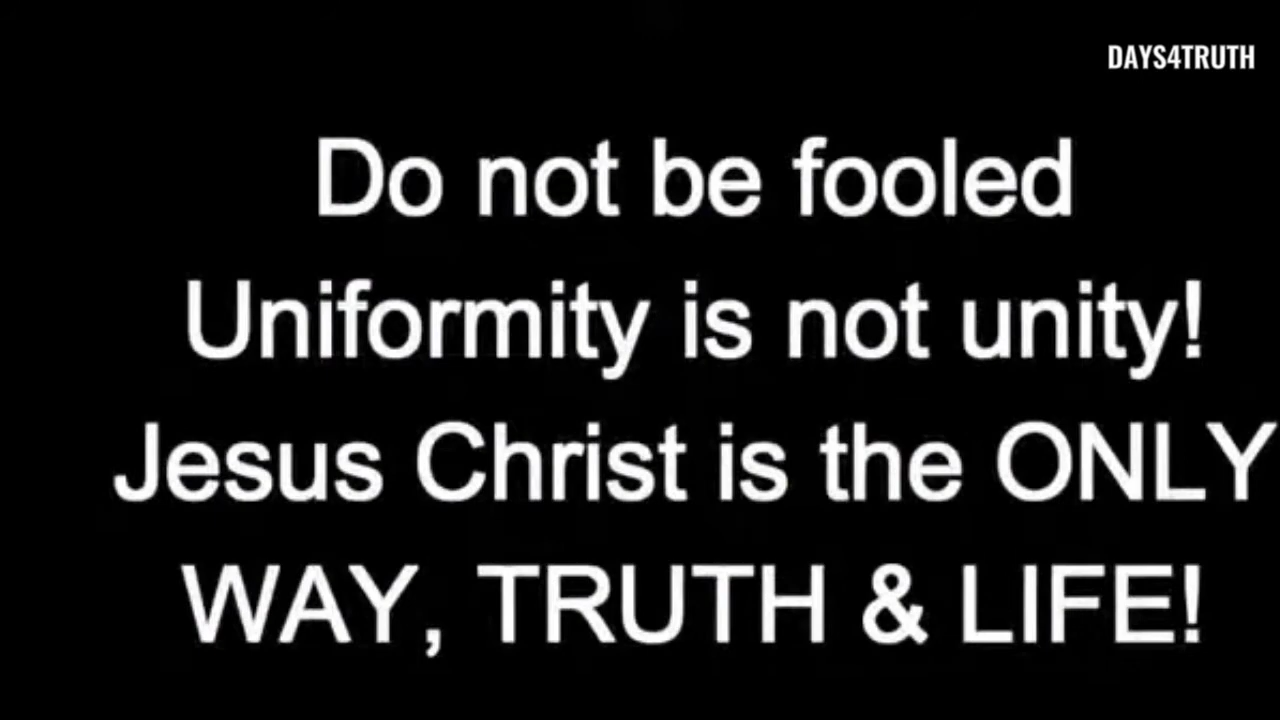 DAYS4TRUTH
Do not be fooled
Uniformity is not unity!
Jesus Christ is the ONLY
WAY, TRUTH & LIFE!